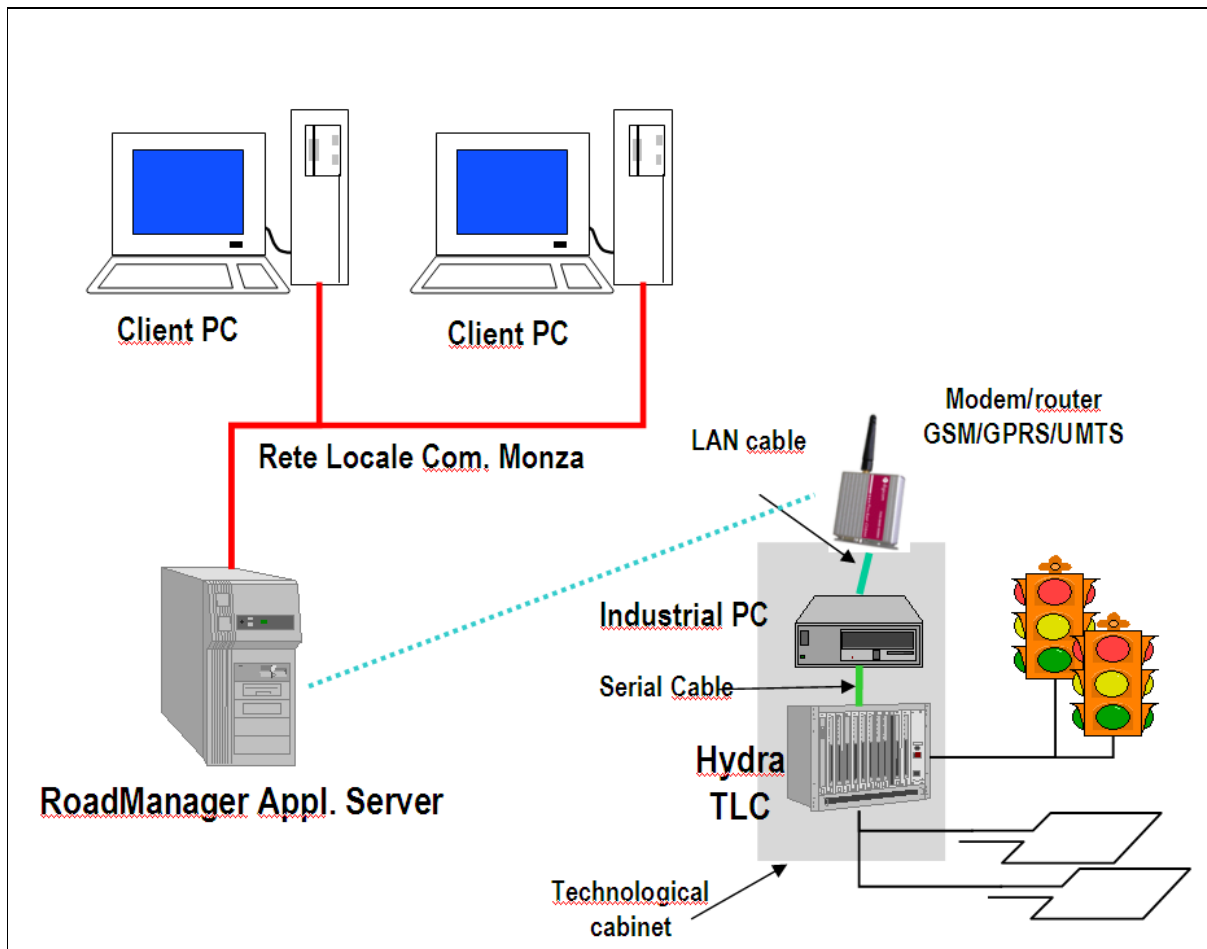 Client PC
Client PC
Rete Locale Com. Monza
Modem/router
GSM/GPRS/UMTS
LAN cable
Industrial PC
Serial Cable
Hydra
TLC
RoadManager Appl. Server
Technological
cabinet